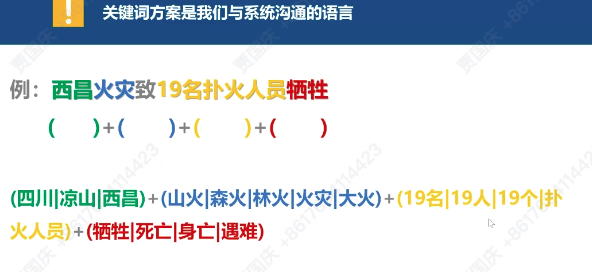 !
关键词方案是我们与系统沟通的语言
例：西昌火灾致19名扑火人员牺牲
(　　)+(　　)+(　　)+(　　)
(四川|凉山|西昌)+(山火|森火|林火|火灾|大火)+(19名|19人|19个|扑
火人员)+(牺牲|死亡|身亡|遇难)